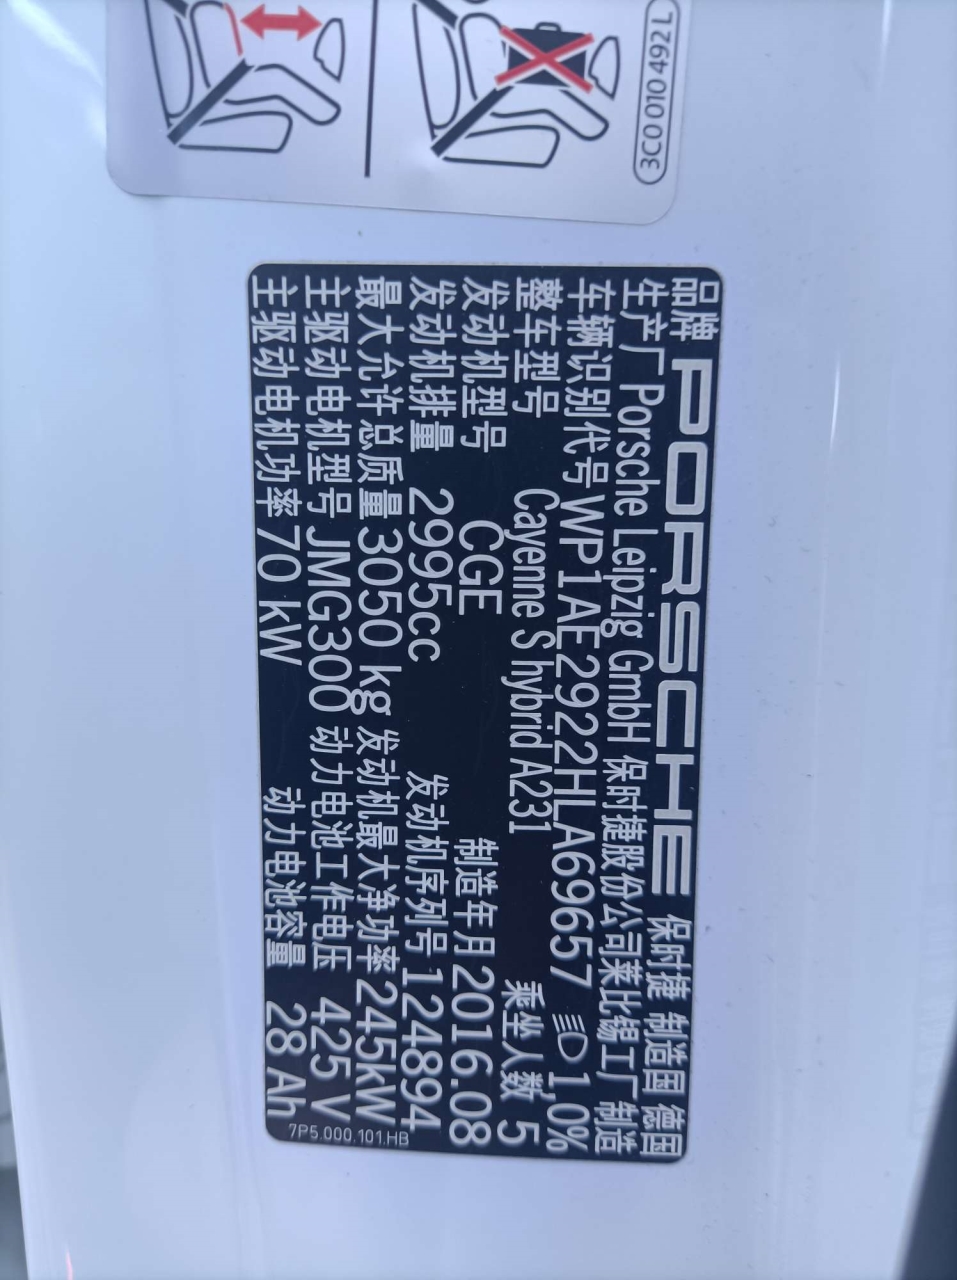 3C0 010 492 L
品牌 PORSCHE 保时捷 制造国 德国
生产厂 Porsche Leipzig GmbH 保时捷股份公司莱比锡工厂 制造
车辆识别代号 WP1AE2922HLA69657 1.0%
整车型号 Cayenne S hybrid A231 乘坐人数 5
发动机型号 CGE 制造年月 2016.08
发动机排量 2995cc 发动机序列号 124894
最大允许总质量 3050 kg 发动机最大净功率 245kW
主驱动电机型号 JMG300 动力电池工作电压 425 V
主驱动电机功率 70 kW 动力电池容量 28 Ah
7P5.000.101.HB